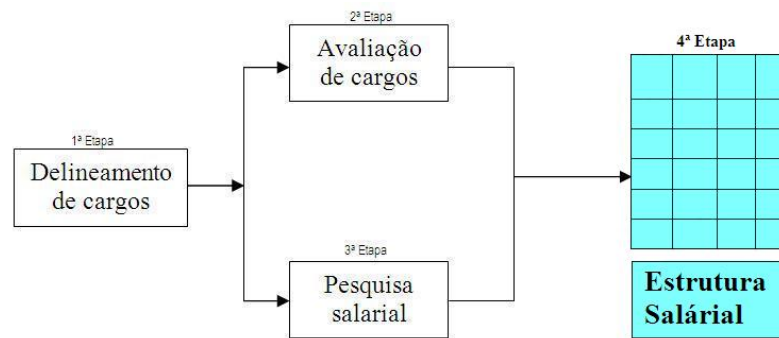 1ª Etapa
Delineamento
de cargos
2ª Etapa
Avaliação
de cargos
3ª Etapa
Pesquisa
salarial
4ª Etapa
Estrutura
Salárial